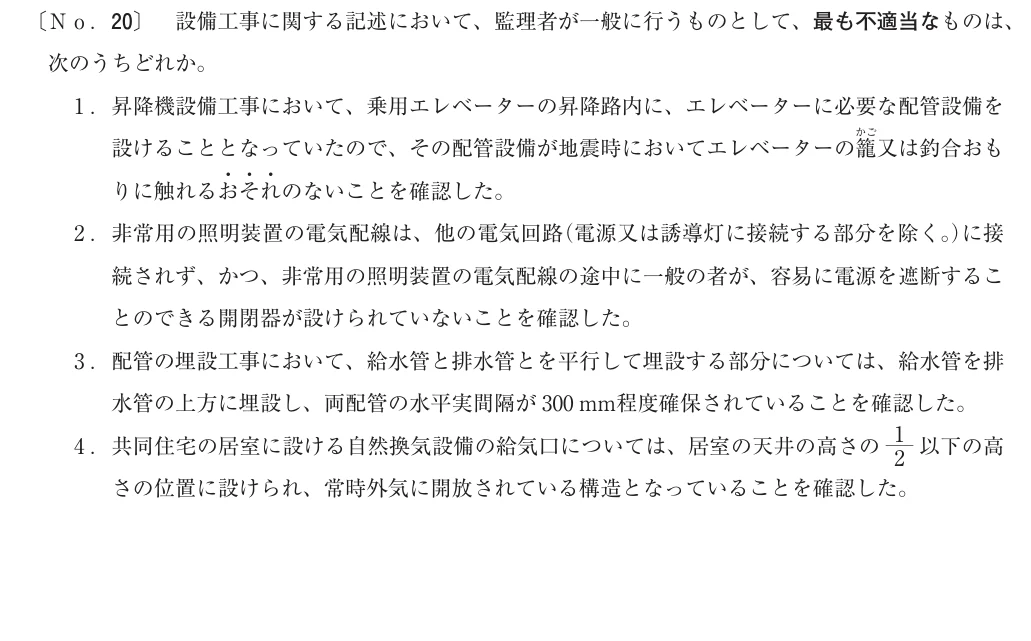 〔Ｎｏ．20〕　設備工事に関する記述において、監理者が一般に行うものとして、最も不適当なものは、
次のうちどれか。
１．昇降機設備工事において、乗用エレベーターの昇降路内に、エレベーターに必要な配管設備を
かご
設けることとなっていたので、その配管設備が地震時においてエレベーターの籠又は釣合おも
りに触れるおそれのないことを確認した。
２．非常用の照明装置の電気配線は、他の電気回路(電源又は誘導灯に接続する部分を除く。)に接
続されず、かつ、非常用の照明装置の電気配線の途中に一般の者が、容易に電源を遮断するこ
とのできる開閉器が設けられていないことを確認した。
３．配管の埋設工事において、給水管と排水管とを平行して埋設する部分については、給水管を排
水管の上方に埋設し、両配管の水平実間隔が 300 mm程度確保されていることを確認した。
４．共同住宅の居室に設ける自然換気設備の給気口については、居室の天井の高さの 1/2 以下の高
さの位置に設けられ、常時外気に開放されている構造となっていることを確認した。